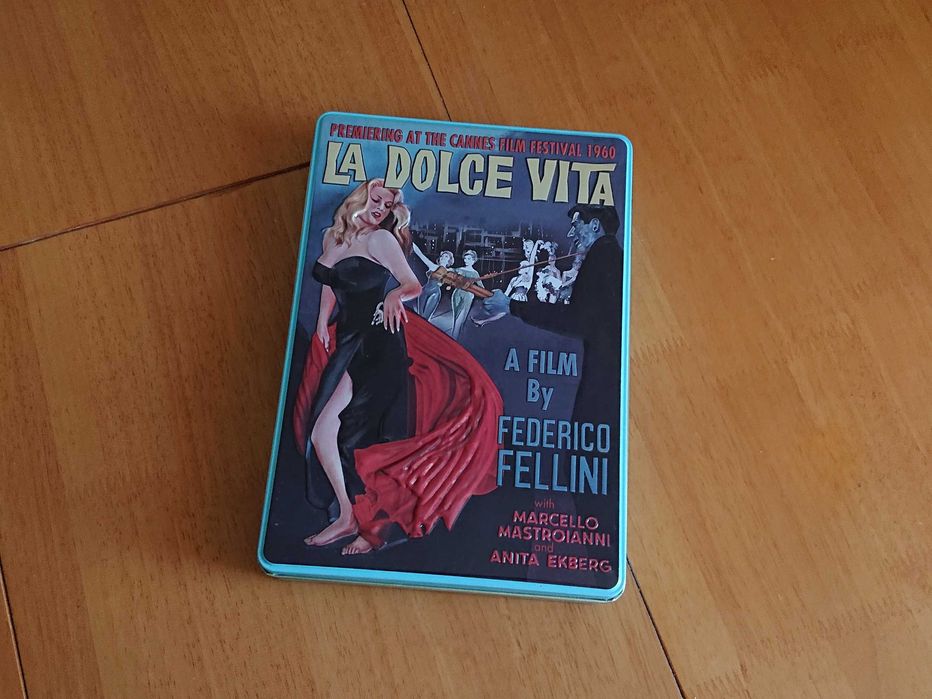 PREMIERING AT THE CANNES FILM FESTIVAL 1960
LA DOLCE VITA
A FILM
By
FEDERICO
FELLINI
with
MARCELLO
MASTROIANNI
and
ANITA EKBERG